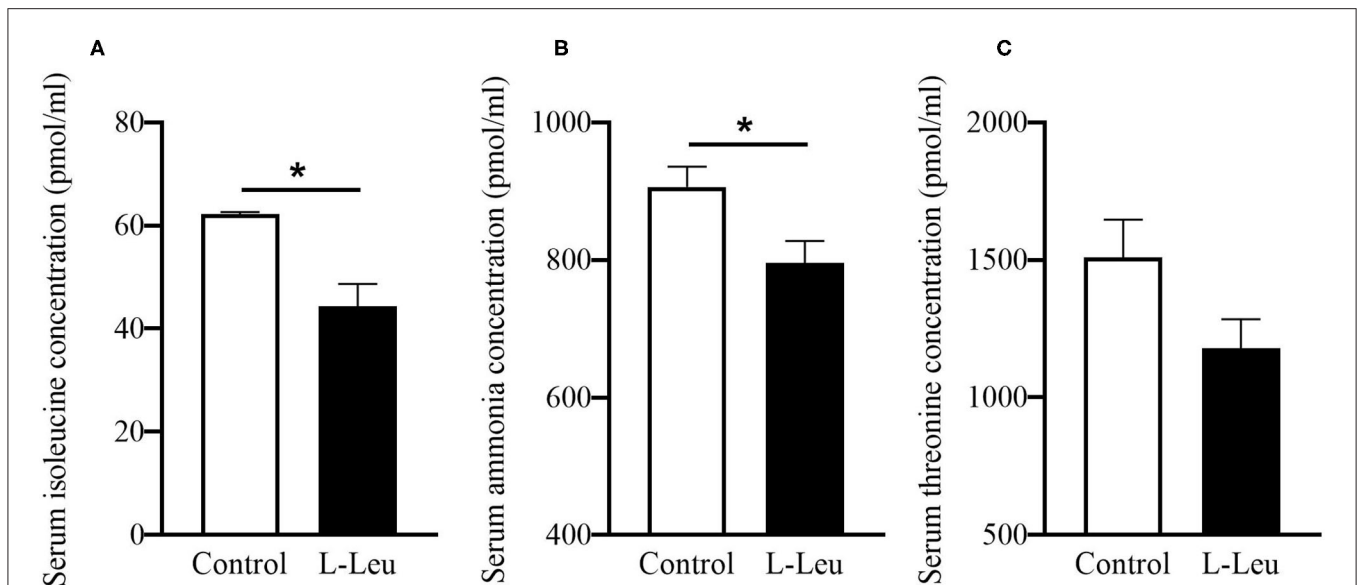 A
Serum isoleucine concentration (pmol/ml)
80
60
40
20
0
*
Control
L-Leu
B
Serum ammonia concentration (pmol/ml)
1000
800
600
400
*
Control
L-Leu
C
Serum threonine concentration (pmol/ml)
2000
1500
1000
500
Control
L-Leu